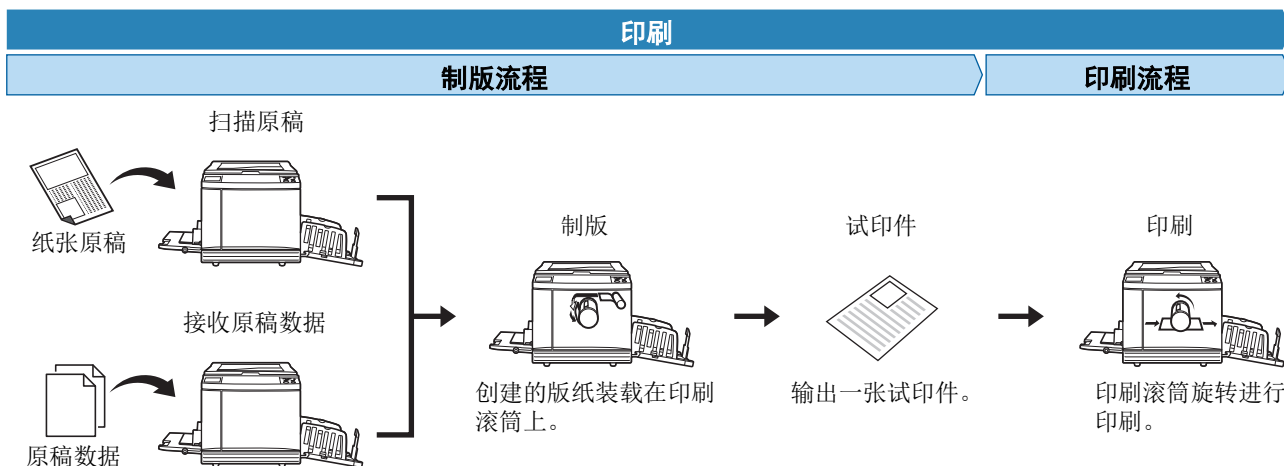 印刷
制版流程
印刷流程
扫描原稿
纸张原稿
接收原稿数据
原稿数据
制版
创建的版纸装载在印刷
滚筒上。
试印件
输出一张试印件。
印刷
印刷滚筒旋转进行
印刷。